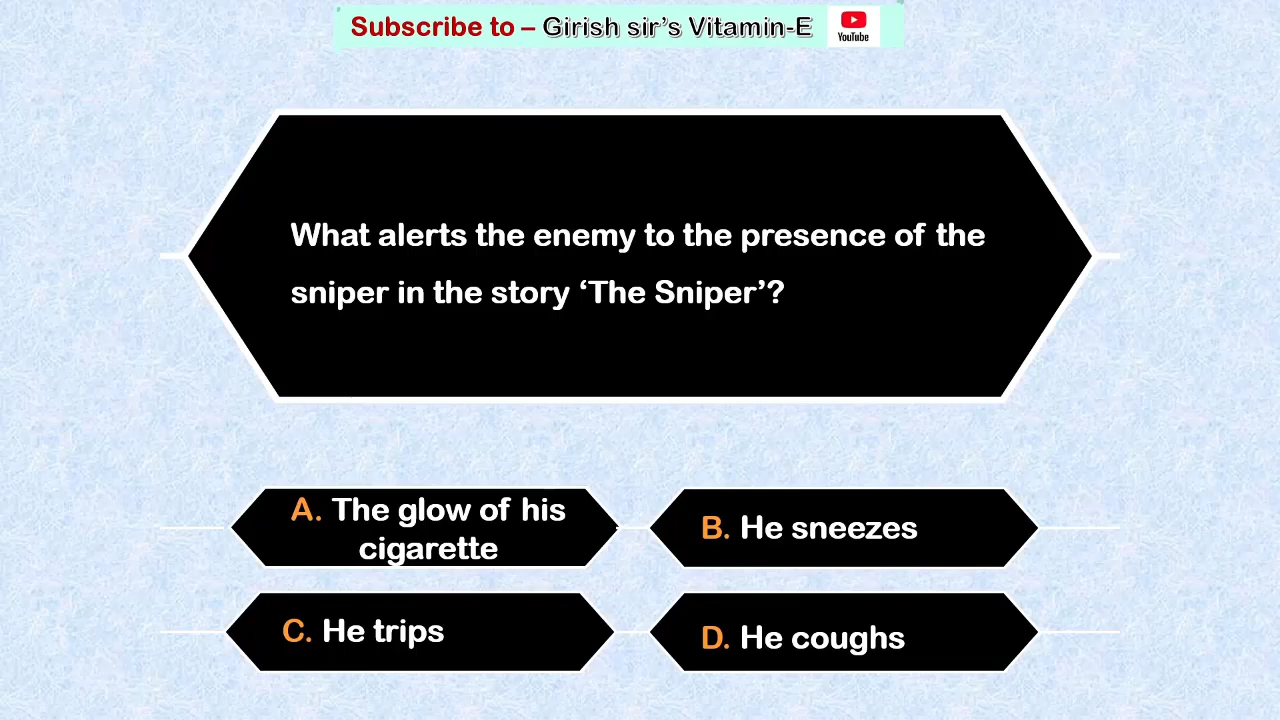 Subscribe to – Girish sir’s Vitamin-E
YouTube
What alerts the enemy to the presence of the
sniper in the story ‘The Sniper’?
A. The glow of his
cigarette
B. He sneezes
C. He trips
D. He coughs